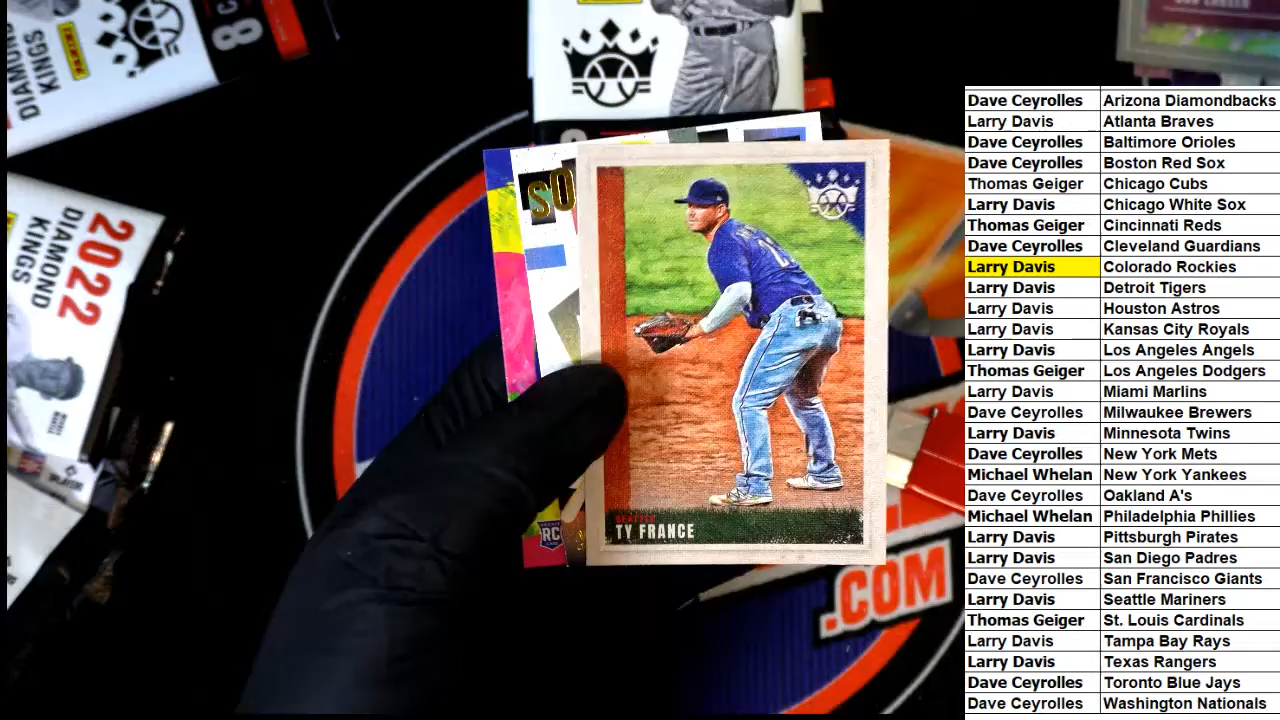 DIAMOND
KINGS
PANINI
8
2022
DIAMOND
KINGS
SO
RC
SEATTLE
TY FRANCE
.COM
Dave Ceyrolles Arizona Diamondbacks
Larry Davis Atlanta Braves
Dave Ceyrolles Baltimore Orioles
Dave Ceyrolles Boston Red Sox
Thomas Geiger Chicago Cubs
Larry Davis Chicago White Sox
Thomas Geiger Cincinnati Reds
Dave Ceyrolles Cleveland Guardians
Larry Davis Colorado Rockies
Larry Davis Detroit Tigers
Larry Davis Houston Astros
Larry Davis Kansas City Royals
Larry Davis Los Angeles Angels
Thomas Geiger Los Angeles Dodgers
Larry Davis Miami Marlins
Dave Ceyrolles Milwaukee Brewers
Larry Davis Minnesota Twins
Dave Ceyrolles New York Mets
Michael Whelan New York Yankees
Dave Ceyrolles Oakland A's
Michael Whelan Philadelphia Phillies
Larry Davis Pittsburgh Pirates
Larry Davis San Diego Padres
Dave Ceyrolles San Francisco Giants
Larry Davis Seattle Mariners
Thomas Geiger St. Louis Cardinals
Larry Davis Tampa Bay Rays
Larry Davis Texas Rangers
Dave Ceyrolles Toronto Blue Jays
Dave Ceyrolles Washington Nationals